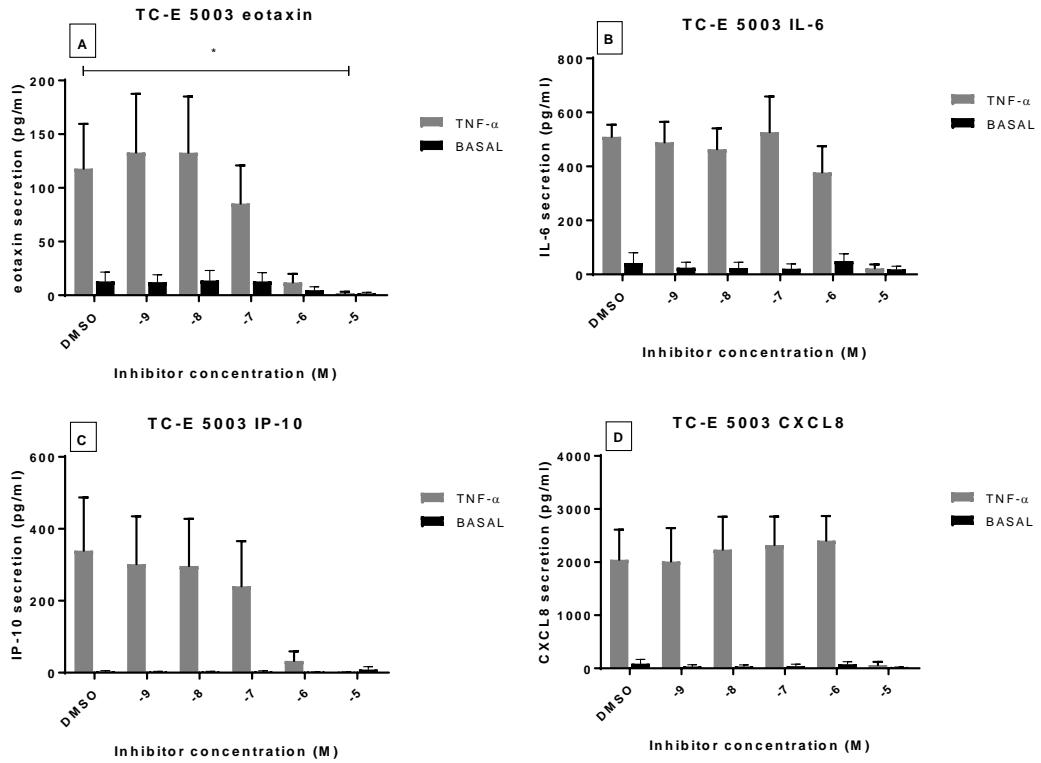 TC-E 5003 eotaxin
A
*
eotaxin secretion (pg/ml)
200
150
100
50
0
DMSO
-9
-8
-7
-6
-5
Inhibitor concentration (M)
TNF-α
BASAL
TC-E 5003 IL-6
B
IL-6 secretion (pg/ml)
800
600
400
200
0
DMSO
-9
-8
-7
-6
-5
Inhibitor concentration (M)
TNF-α
BASAL
TC-E 5003 IP-10
C
IP-10 secretion (pg/ml)
600
400
200
0
DMSO
-9
-8
-7
-6
-5
Inhibitor concentration (M)
TNF-α
BASAL
TC-E 5003 CXCL8
D
CXCL8 secretion (pg/ml)
4000
3000
2000
1000
0
DMSO
-9
-8
-7
-6
-5
Inhibitor concentration (M)
TNF-α
BASAL